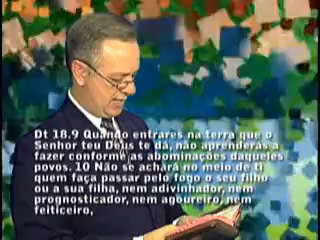 Dt 18.9 Quando entrares na terra que o
Senhor teu Deus te dá, não aprenderás a
fazer conforme as abominações daqueles
povos. 10 Não se achará no meio de ti
quem faça passar pelo fogo o seu filho
ou a sua filha, nem adivinhador, nem
prognosticador, nem agoureiro, nem
feiticeiro,